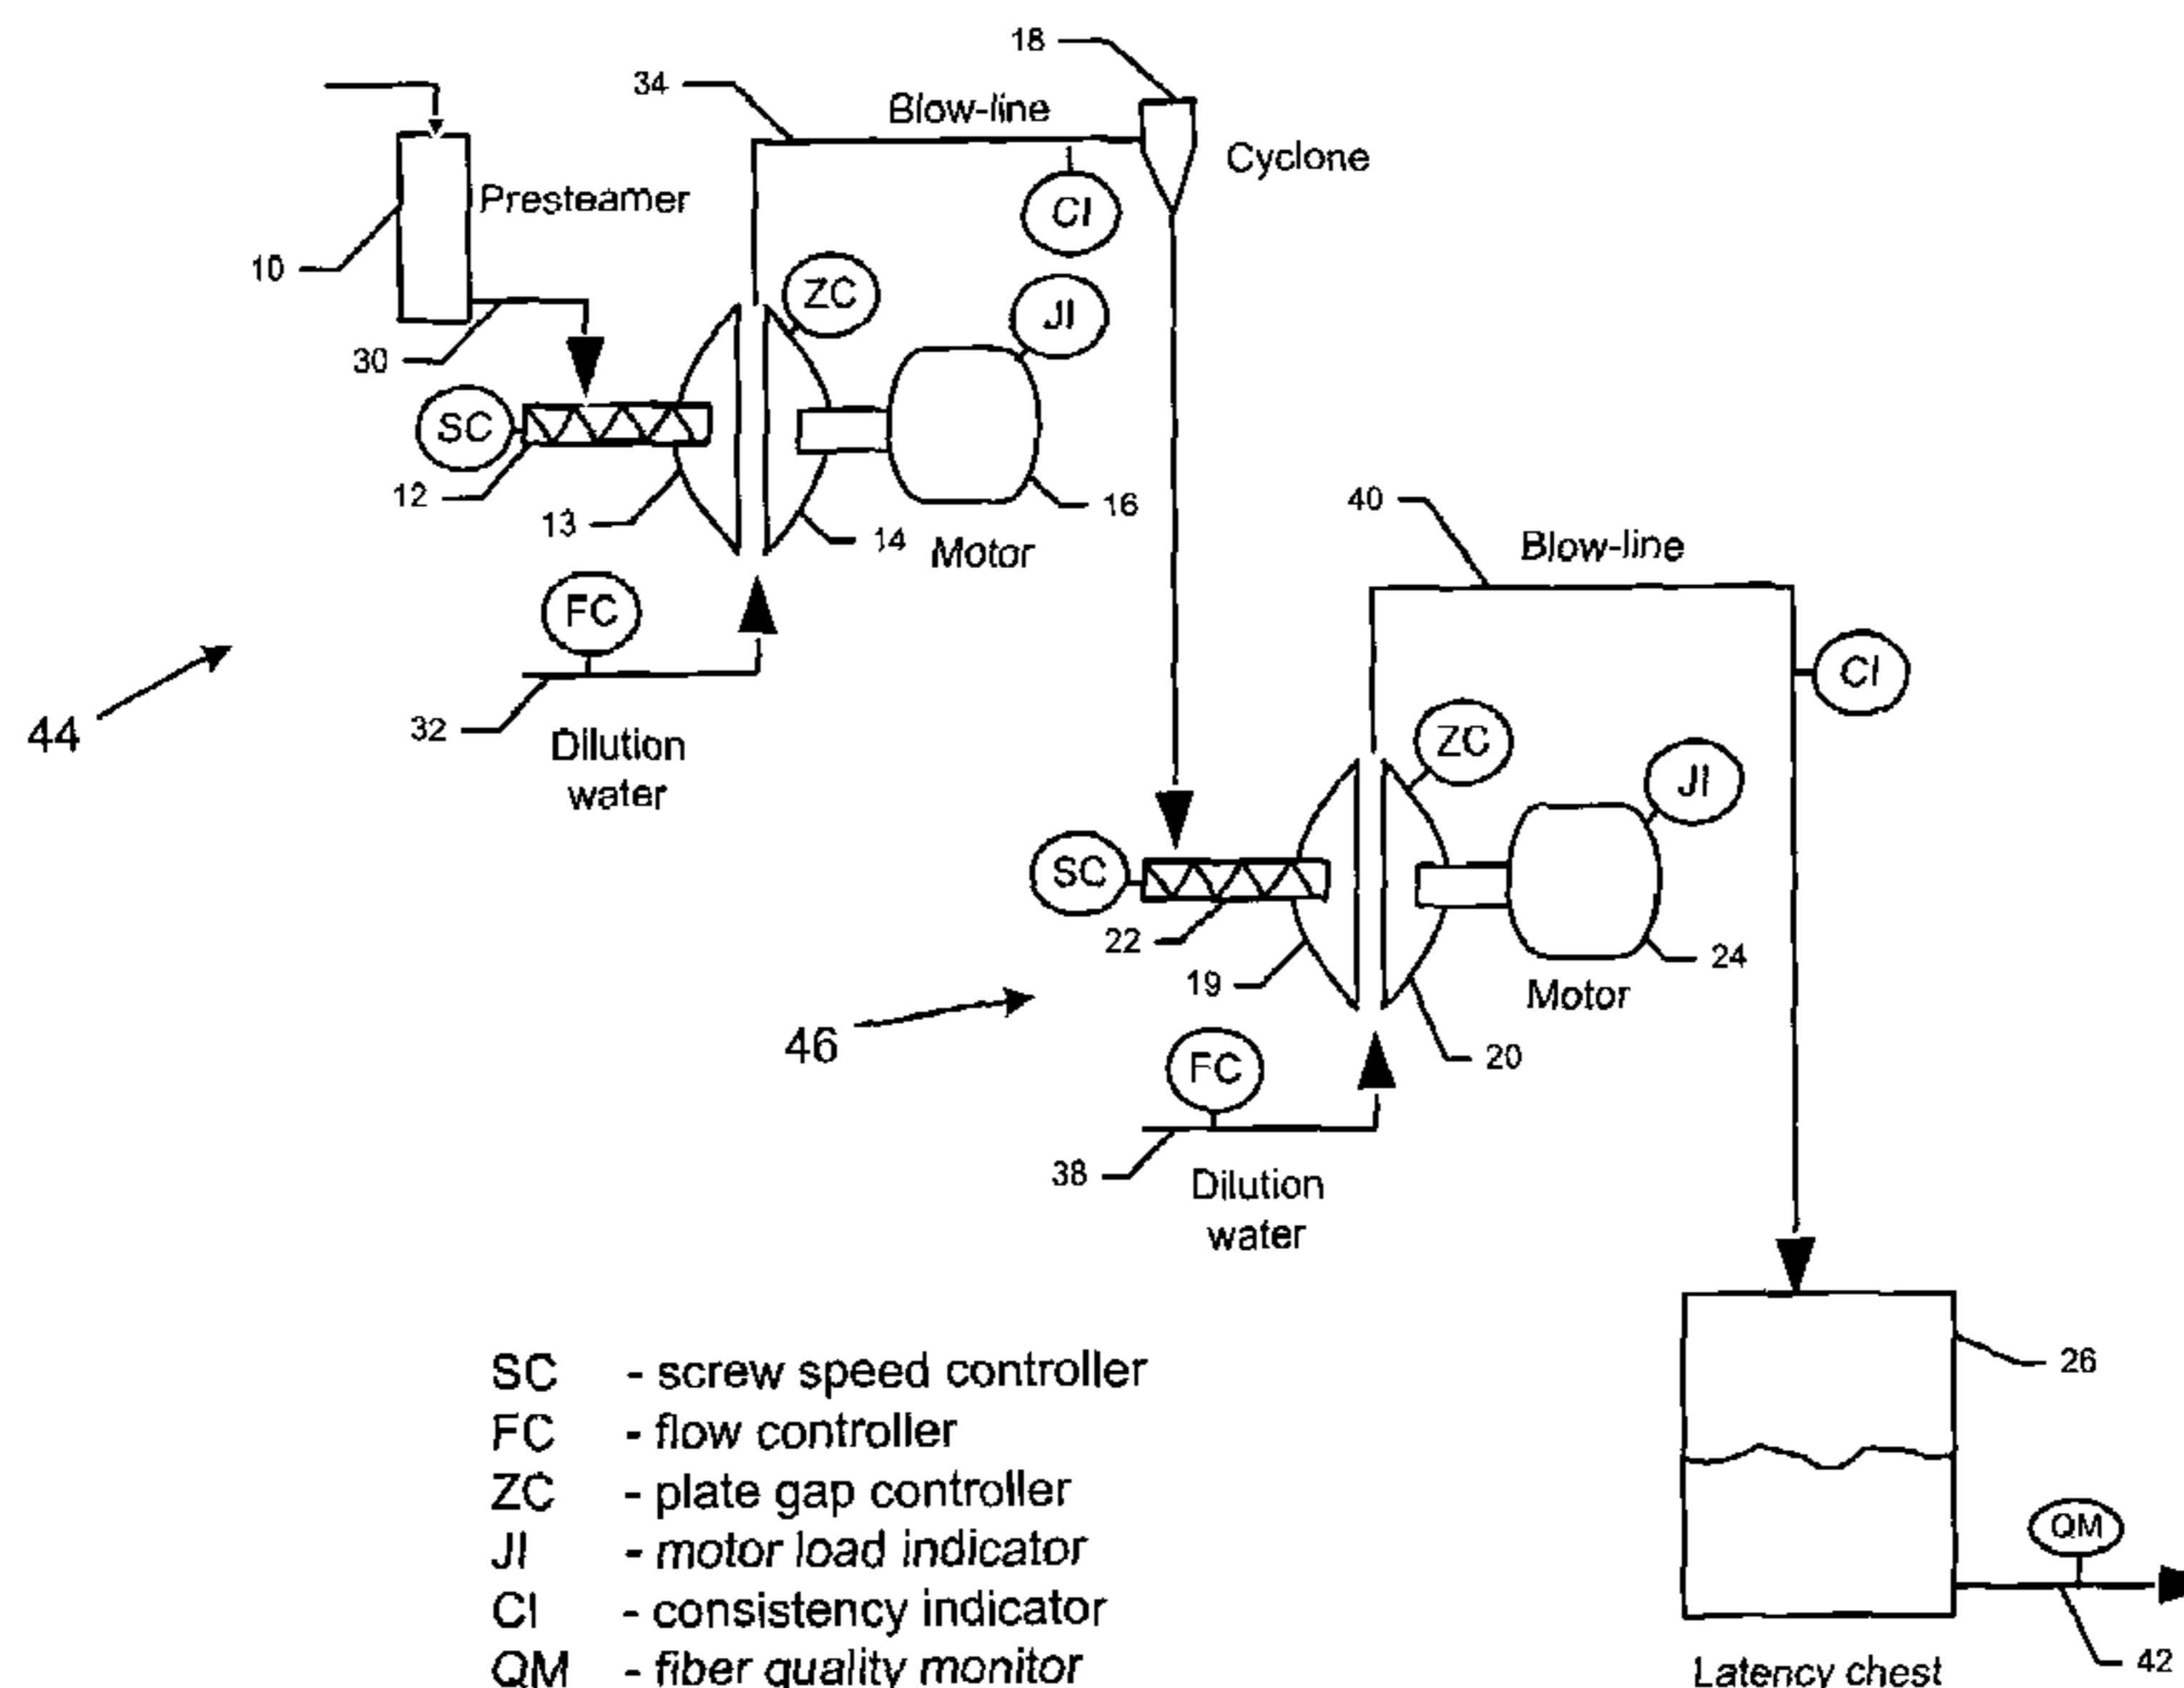 18
34
Blow-line
Cyclone
Presteamer
CI
10
ZC
JI
30
SC
12
13
14
16
Motor
40
Blow-line
FC
CI
44
32
Dilution
water
ZC
JI
SC
22
19
24
Motor
46
20
FC
38
Dilution
water
26
SC - screw speed controller
FC - flow controller
ZC - plate gap controller
JI - motor load indicator
CI - consistency indicator
QM - fiber quality monitor
QM
Latency chest
42